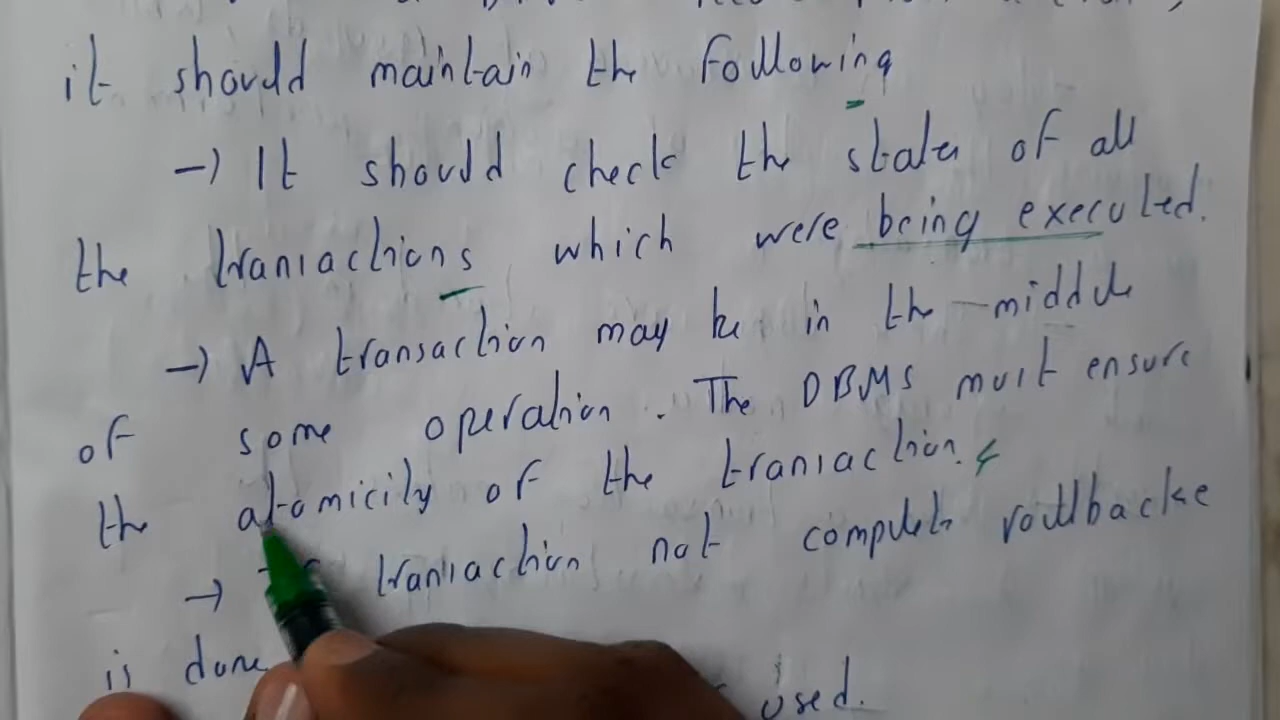 it should maintain the following
→ It should check the states of all
the transactions which were being executed.
→ A transaction may be in the middle
of some operation. The DBMS must ensure
the atomicity of the transaction.
→ transaction not complete rollbacke
is done used.